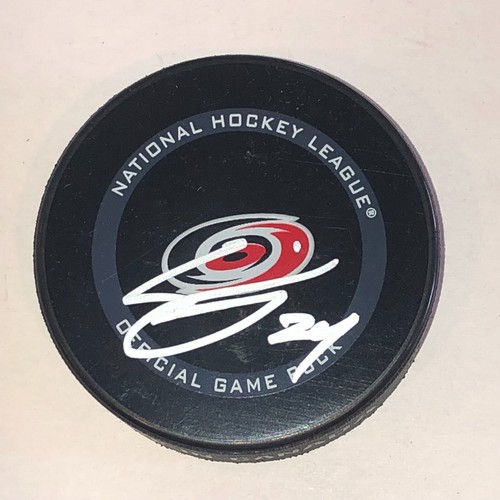 NATIONAL HOCKEY LEAGUE®
24
OFFICIAL GAME PUCK